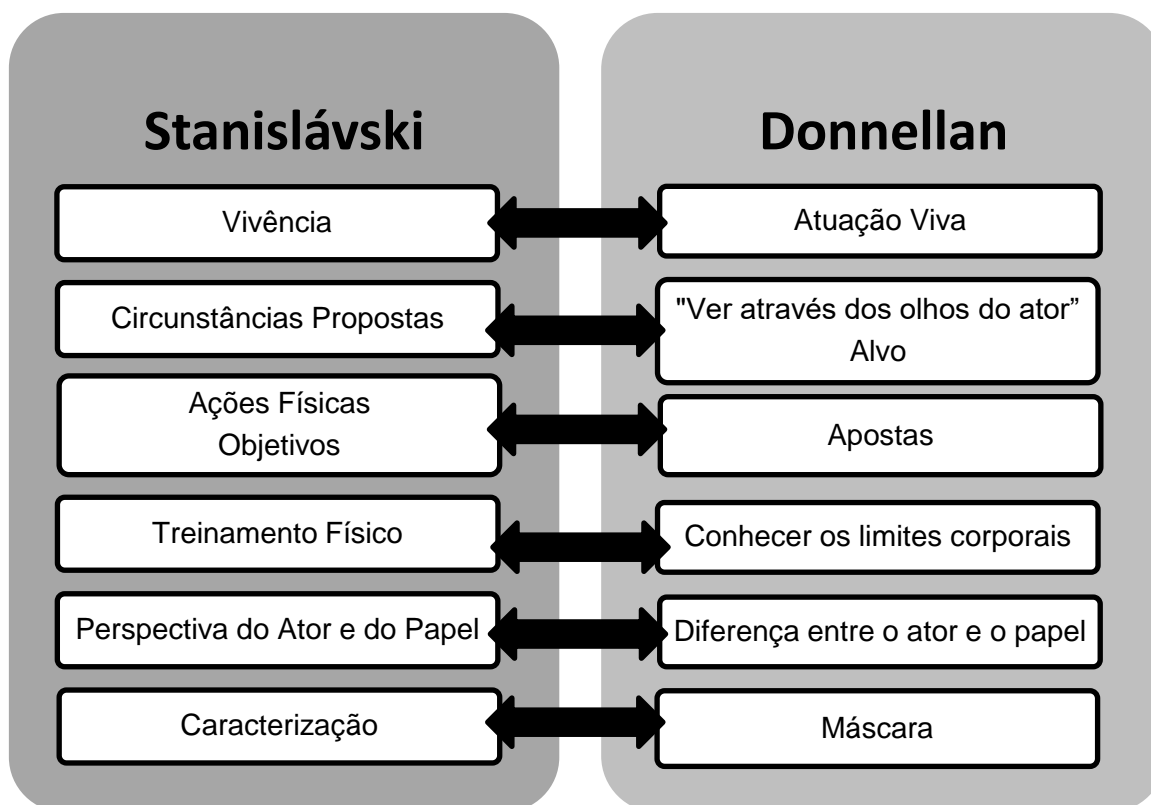 Stanislávski
Donnellan
Vivência
Atuação Viva
Circunstâncias Propostas
"Ver através dos olhos do ator”
Alvo
Ações Físicas
Objetivos
Apostas
Treinamento Físico
Conhecer os limites corporais
Perspectiva do Ator e do Papel
Diferença entre o ator e o papel
Caracterização
Máscara